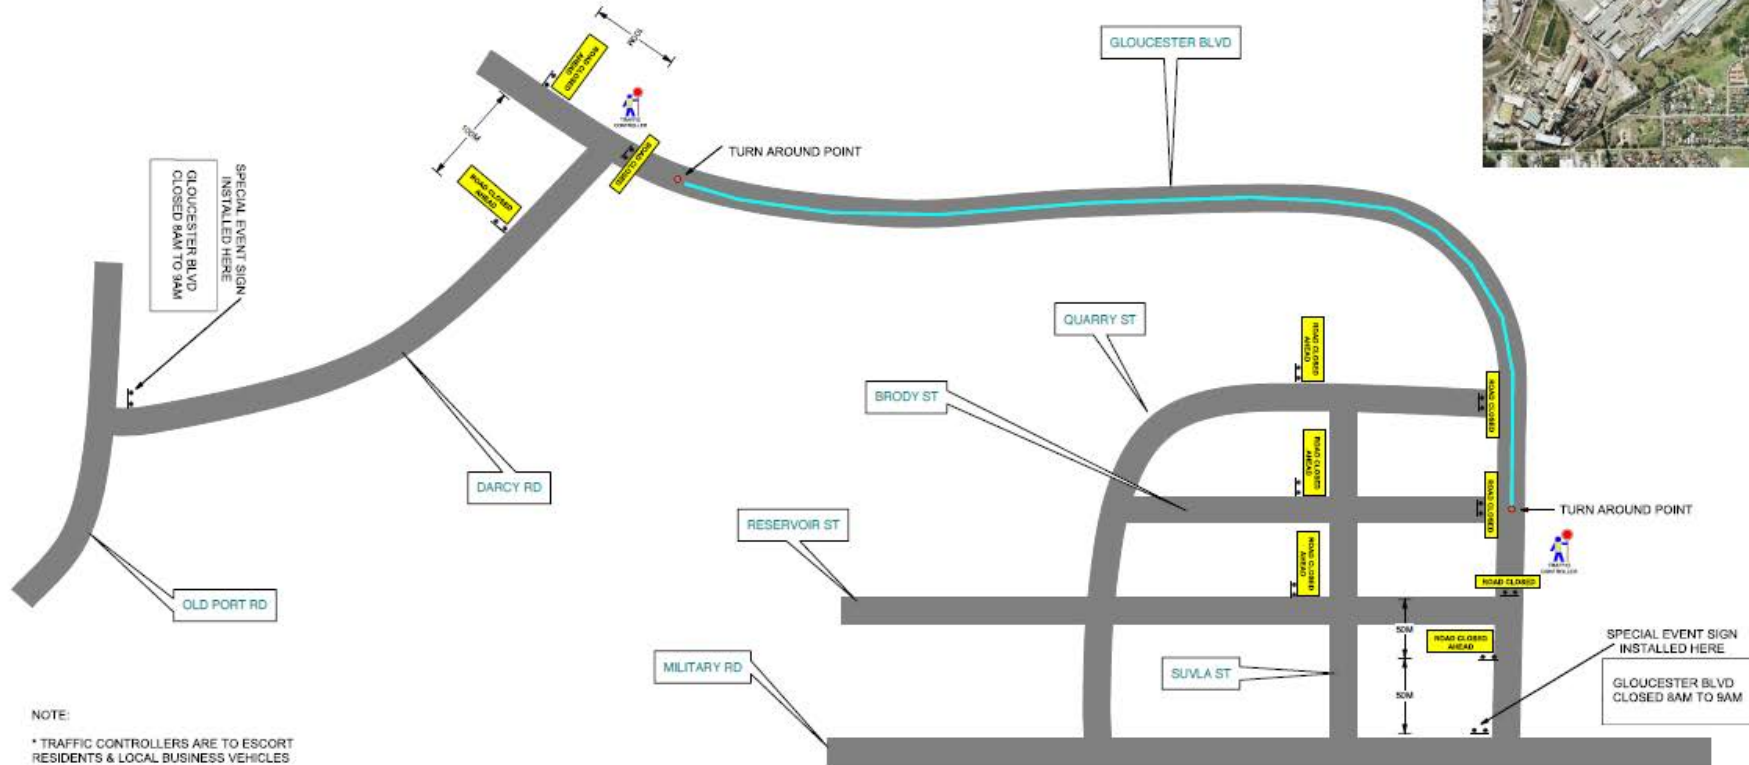 100M
ROAD CLOSED
AHEAD
TRAFFIC
CONTROLLER
100M
ROAD CLOSED
AHEAD
ROAD CLOSED
TURN AROUND POINT
GLOUCESTER BLVD
SPECIAL EVENT SIGN
INSTALLED HERE
GLOUCESTER BLVD
CLOSED 8AM TO 9AM
QUARRY ST
ROAD CLOSED
AHEAD
ROAD CLOSED
BRODY ST
ROAD CLOSED
AHEAD
ROAD CLOSED
DARCY RD
TURN AROUND POINT
RESERVOIR ST
ROAD CLOSED
AHEAD
TRAFFIC
CONTROLLER
ROAD CLOSED
OLD PORT RD
50M
ROAD CLOSED
AHEAD
SPECIAL EVENT SIGN
INSTALLED HERE
MILITARY RD
SUVLA ST
50M
GLOUCESTER BLVD
CLOSED 8AM TO 9AM
NOTE:
* TRAFFIC CONTROLLERS ARE TO ESCORT
RESIDENTS & LOCAL BUSINESS VEHICLES